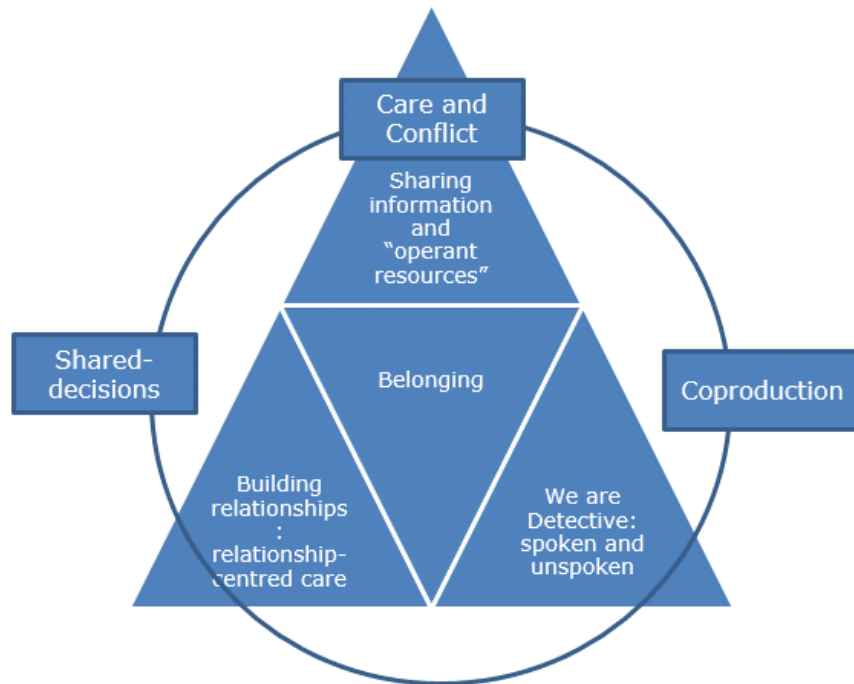 Care and
Conflict
Sharing
information
and
“operant
resources”
Shared-
decisions
Belonging
Coproduction
Building
relationships
:
relationship-
centred care
We are
Detective:
spoken and
unspoken